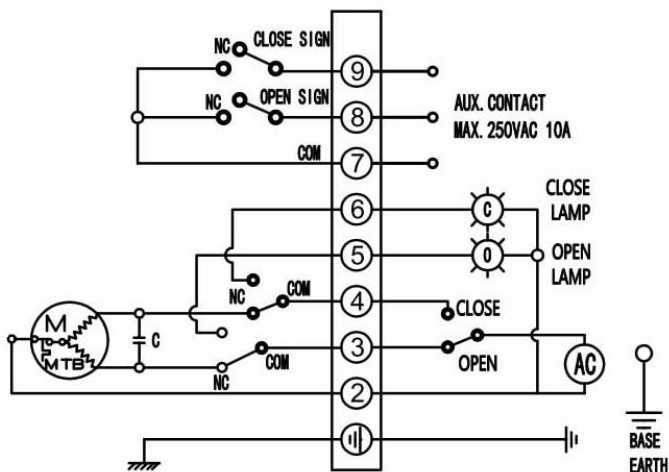 NC CLOSE SIGN
9
NC OPEN SIGN
8
AUX. CONTACT
MAX. 250VAC 10A
COM
7
6
C
CLOSE
LAMP
5
O
OPEN
LAMP
NC COM
4
CLOSE
M
MTB
C
3
NC COM
OPEN
AC
2
BASE
EARTH